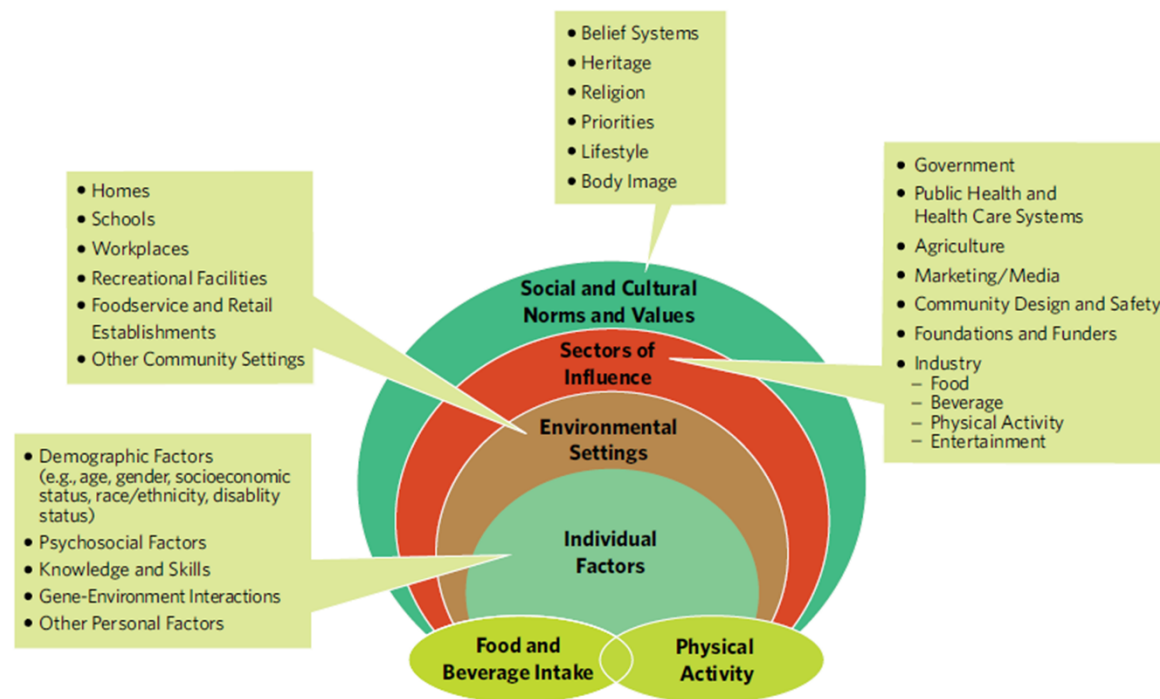 • Belief Systems
• Heritage
• Religion
• Priorities
• Lifestyle
• Body Image
• Homes
• Schools
• Workplaces
• Recreational Facilities
• Foodservice and Retail
Establishments
• Other Community Settings
• Government
• Public Health and
Health Care Systems
• Agriculture
• Marketing/Media
• Community Design and Safety
• Foundations and Funders
• Industry
– Food
– Beverage
– Physical Activity
– Entertainment
• Demographic Factors
(e.g., age, gender, socioeconomic
status, race/ethnicity, disablity
status)
• Psychosocial Factors
• Knowledge and Skills
• Gene-Environment Interactions
• Other Personal Factors
Social and Cultural
Norms and Values
Sectors of
Influence
Environmental
Settings
Individual
Factors
Food and
Beverage Intake
Physical
Activity